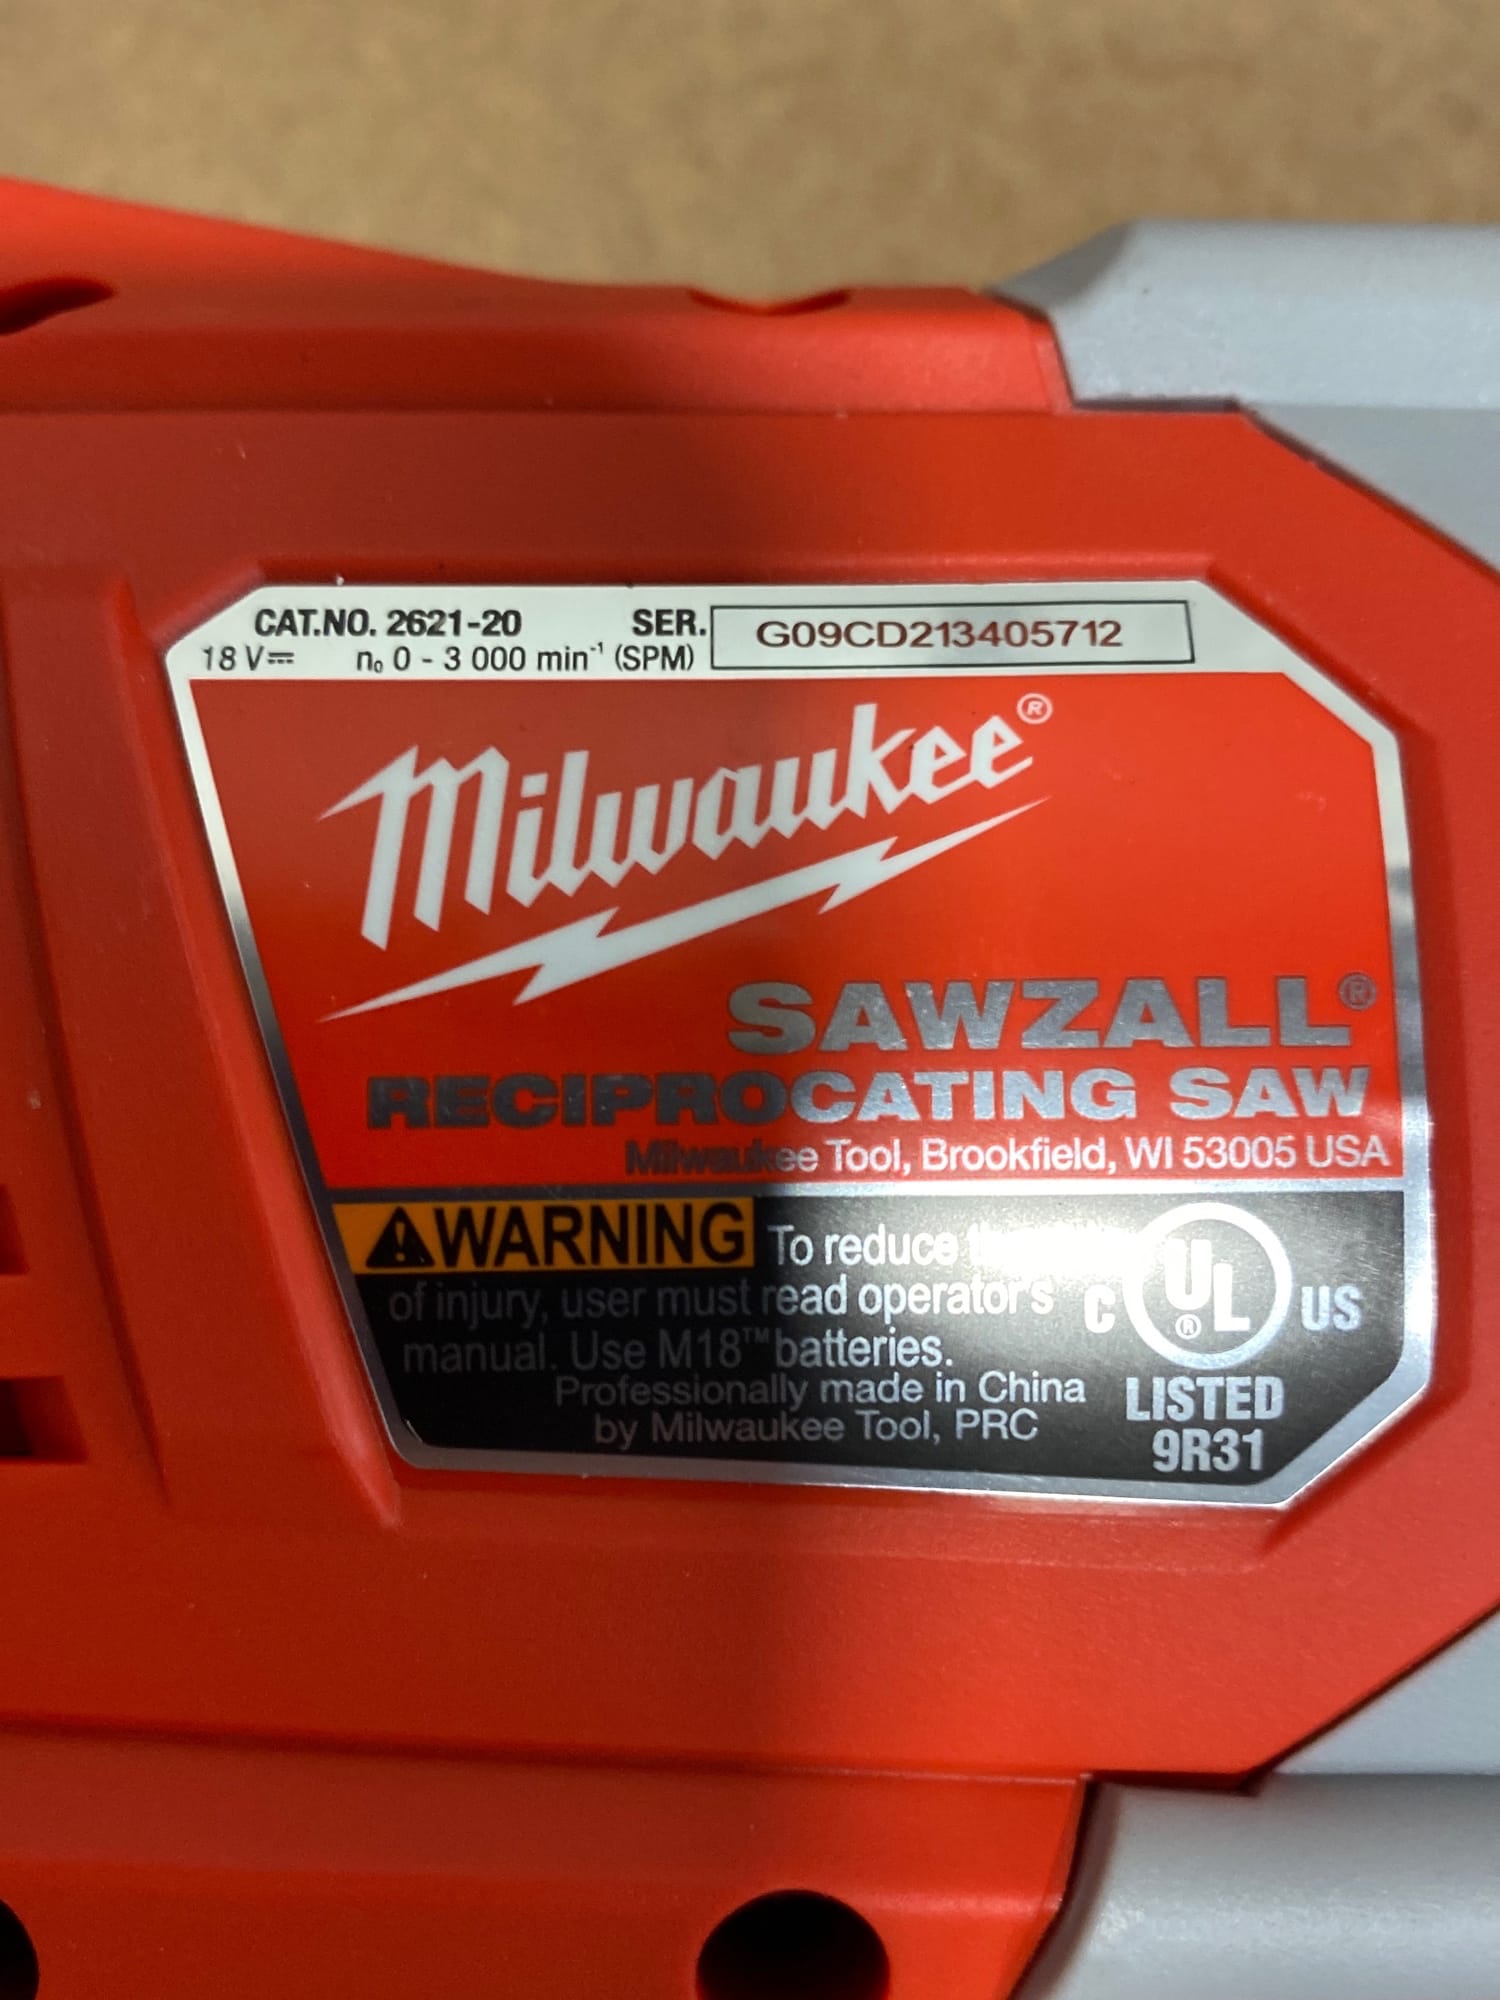 CAT.NO. 2621-20 SER. G09CD213405712
18 V⎓ n₀ 0 - 3 000 min⁻¹ (SPM)
Milwaukee®
SAWZALL®
RECIPROCATING SAW
Milwaukee Tool, Brookfield, WI 53005 USA
⚠WARNING To reduce
of injury, user must read operator's
manual. Use M18™ batteries.
Professionally made in China
by Milwaukee Tool, PRC
C UL® US
LISTED
9R31